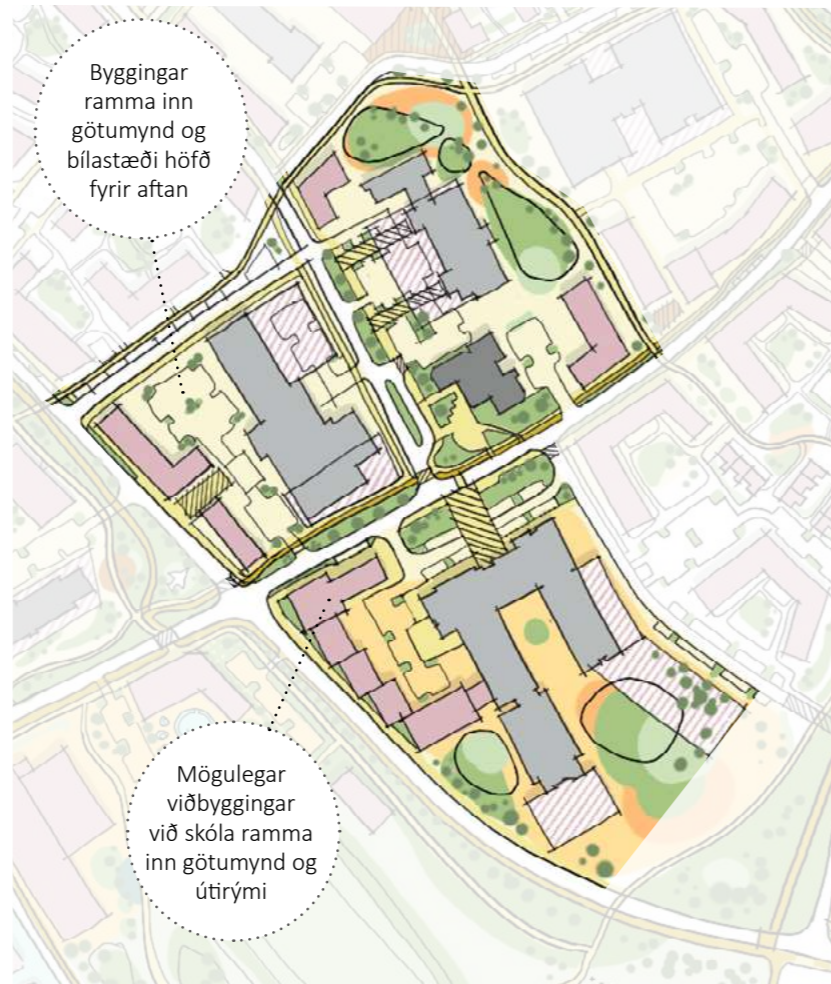 Byggingar
ramma inn
götumynd og
bílastæði höfð
fyrir aftan
Mögulegar
viðbyggingar
við skóla ramma
inn götumynd og
útirými